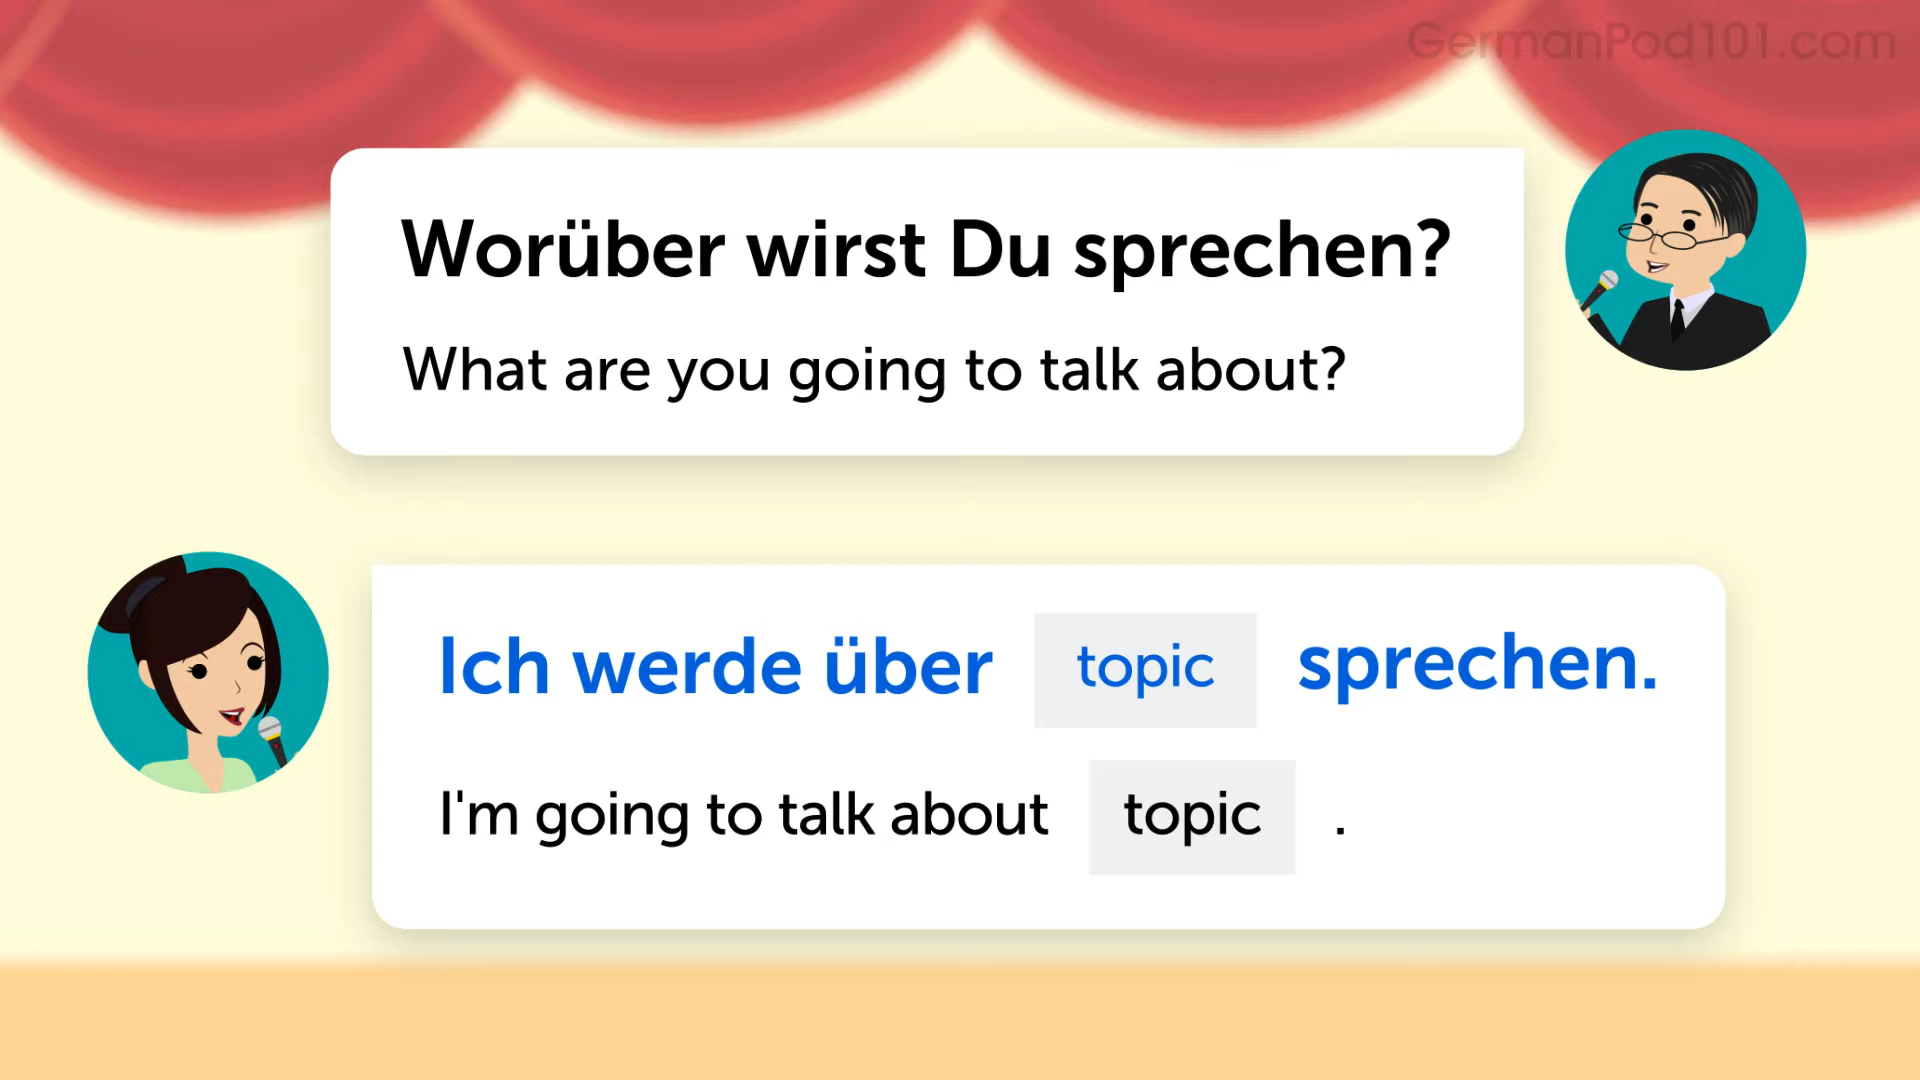 GermanPod101.com
Worüber wirst Du sprechen?
What are you going to talk about?
Ich werde über topic sprechen.
I'm going to talk about topic .